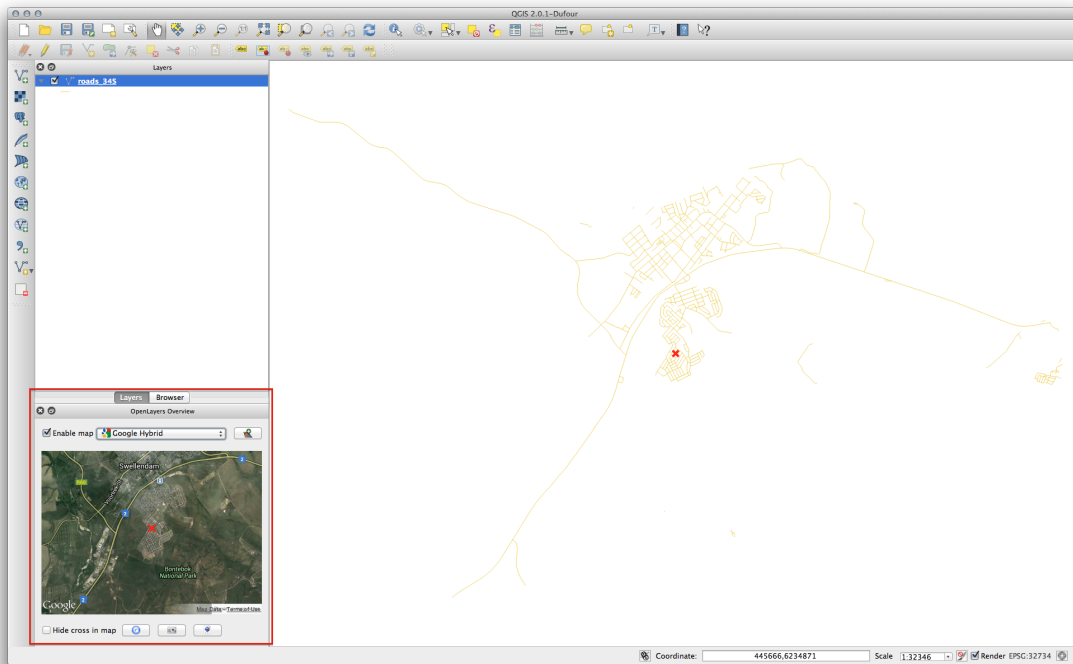 QGIS 2.0.1-Dufour
Layers
roads_345
Layers
Browser
OpenLayers Overview
Enable map
Google Hybrid
Swellendam
Bontebok
National Park
Google
Map Data - Terms of Use
Hide cross in map
Coordinate:
445666,6234871
Scale
1:32346
Render
EPSG:32734